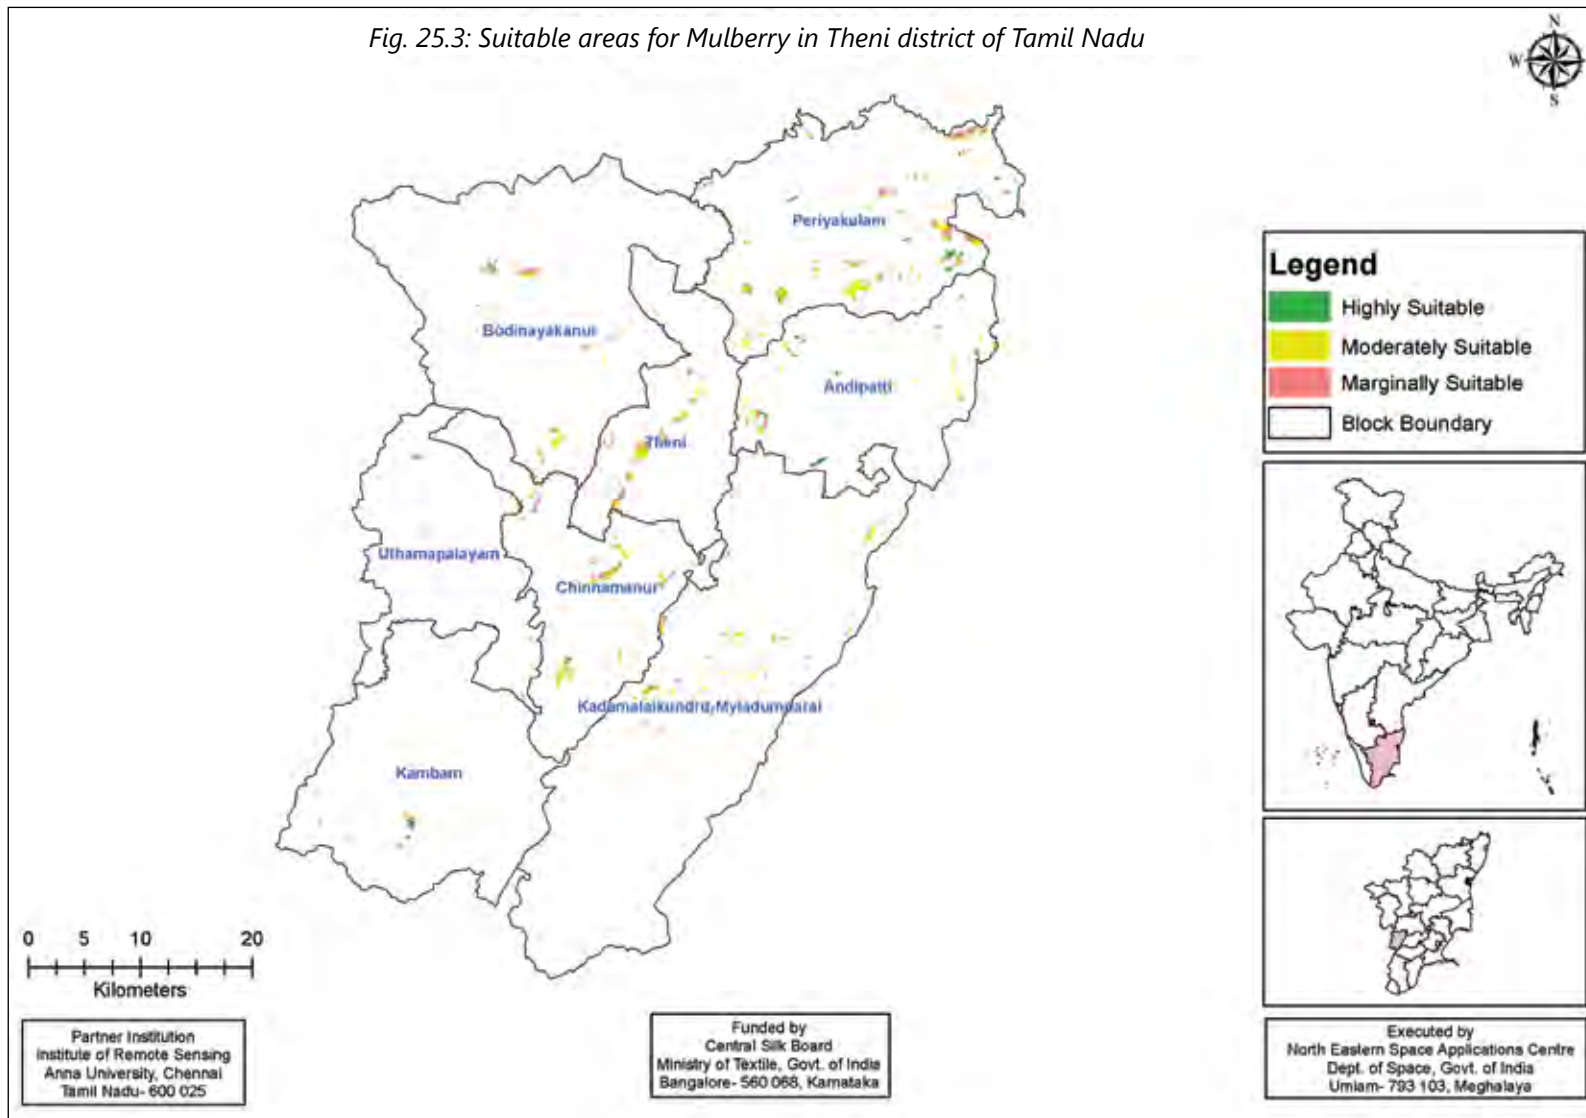 Fig. 25.3: Suitable areas for Mulberry in Theni district of Tamil Nadu
N
W
S
Periyakulam
Bodinayakanur
Andipatti
Theni
Uthamapalayam
Chinnamanur
Kadamalaikundru-Myladumparai
Kambam
Legend
Highly Suitable
Moderately Suitable
Marginally Suitable
Block Boundary
0 5 10 20
Kilometers
Partner Institution
Institute of Remote Sensing
Anna University, Chennai
Tamil Nadu- 600 025
Funded by
Central Silk Board
Ministry of Textile, Govt. of India
Bangalore- 560 068, Karnataka
Executed by
North Eastern Space Applications Centre
Dept. of Space, Govt. of India
Umiam- 793 103, Meghalaya